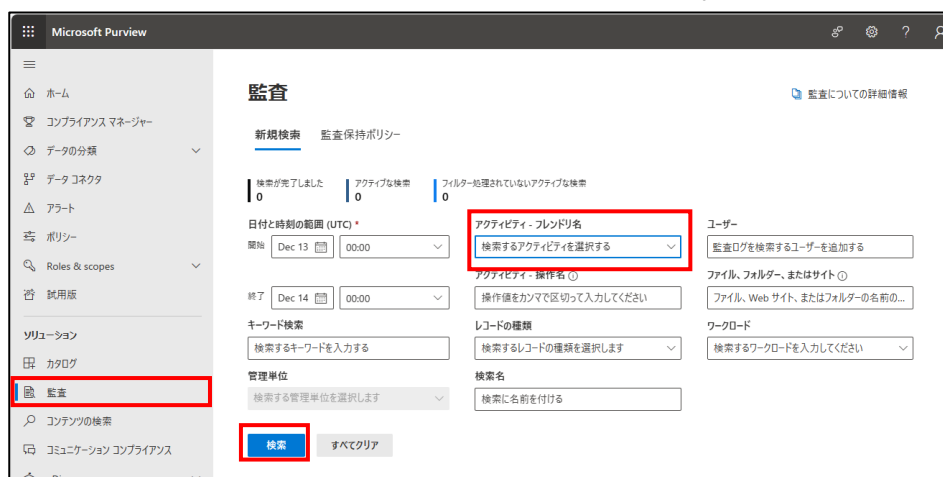 Microsoft Purview
?
ホーム
コンプライアンス マネージャー
データの分類
データ コネクタ
アラート
ポリシー
Roles & scopes
試用版
ソリューション
カタログ
監査
コンテンツの検索
コミュニケーション コンプライアンス
監査
監査についての詳細情報
新規検索 監査保持ポリシー
検索が完了しました アクティブな検索 フィルター処理されていないアクティブな検索
0 0 0
日付と時刻の範囲 (UTC) * アクティビティ - フレンドリ名 ユーザー
開始 Dec 13 00:00 検索するアクティビティを選択する 監査ログを検索するユーザーを追加する
アクティビティ - 操作名 ファイル、フォルダー、またはサイト
終了 Dec 14 00:00 操作値をカンマで区切って入力してください ファイル、Web サイト、またはフォルダーの名前の...
キーワード検索 レコードの種類 ワークロード
検索するキーワードを入力する 検索するレコードの種類を選択します 検索するワークロードを入力してください
管理単位 検索名
検索する管理単位を選択します 検索に名前を付ける
検索 すべてクリア